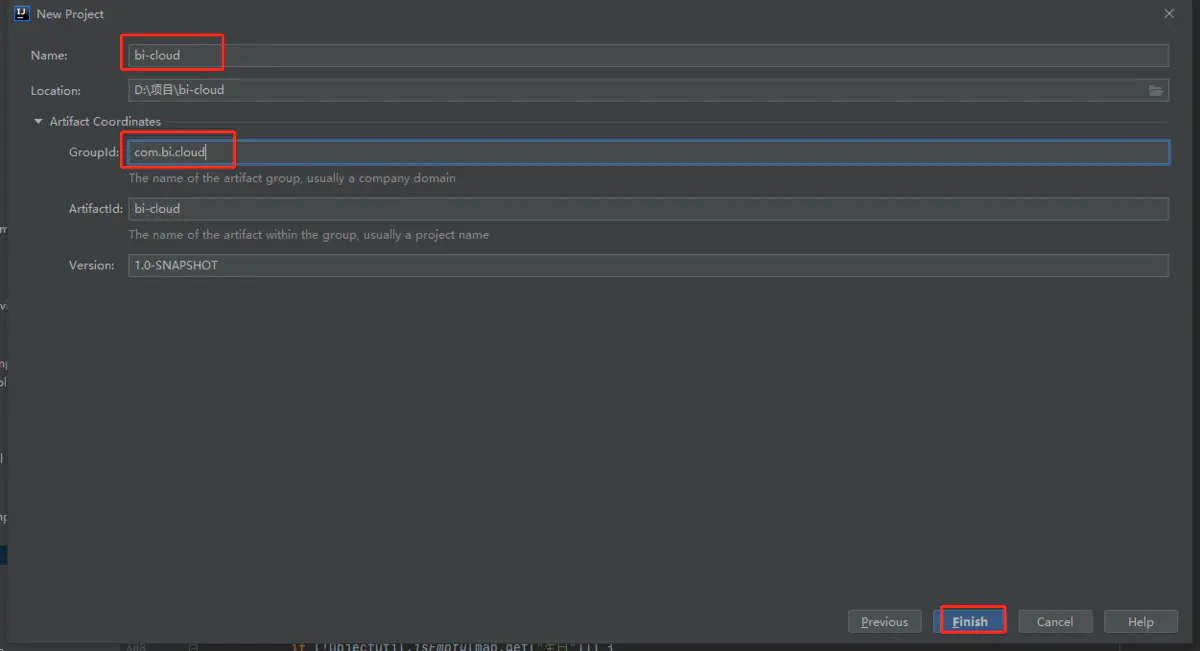 New Project
Name: bi-cloud
Location: D:\项目\bi-cloud
Artifact Coordinates
GroupId: com.bi.cloud
The name of the artifact group, usually a company domain
ArtifactId: bi-cloud
The name of the artifact within the group, usually a project name
Version: 1.0-SNAPSHOT
Previous Finish Cancel Help